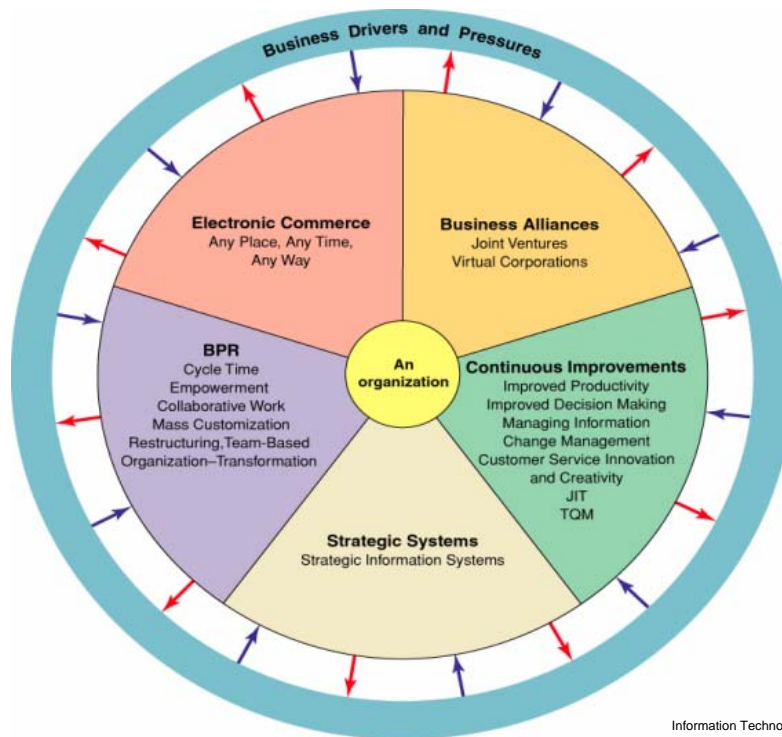 Business Drivers and Pressures
Electronic Commerce
Any Place, Any Time,
Any Way
Business Alliances
Joint Ventures
Virtual Corporations
BPR
Cycle Time
Empowerment
Collaborative Work
Mass Customization
Restructuring,Team-Based
Organization–Transformation
An
organization
Continuous Improvements
Improved Productivity
Improved Decision Making
Managing Information
Change Management
Customer Service Innovation
and Creativity
JIT
TQM
Strategic Systems
Strategic Information Systems
Information Techno